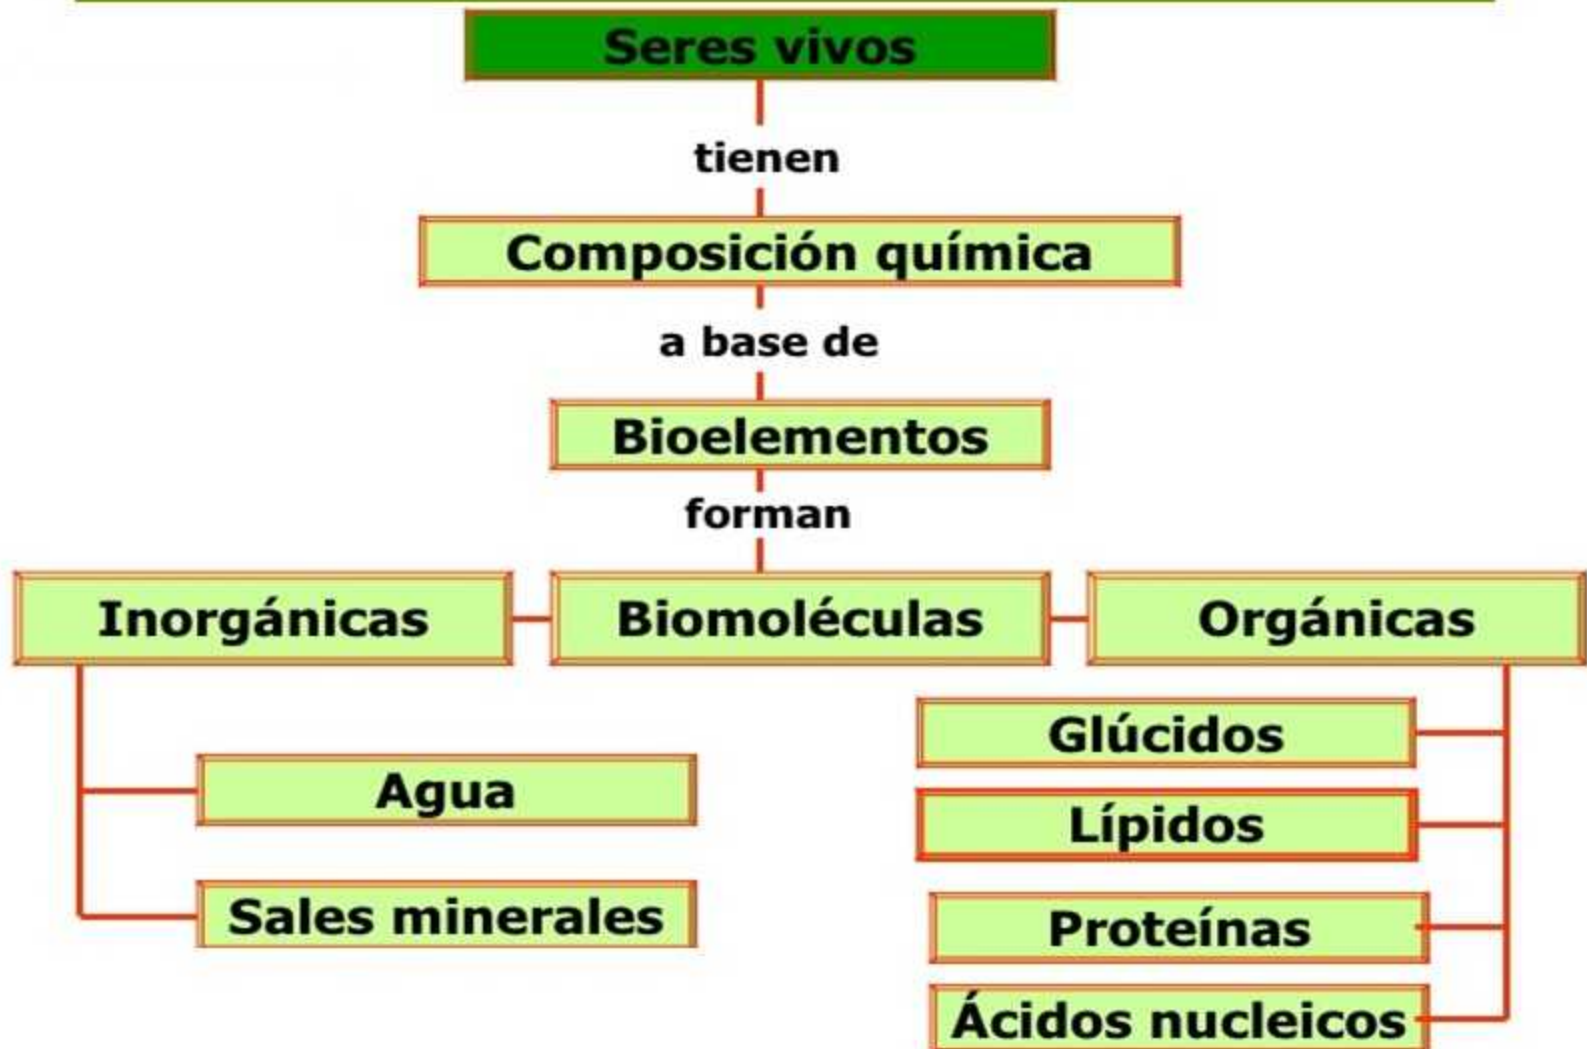 Seres vivos
tienen
Composición química
a base de
Bioelementos
forman
Inorgánicas
Biomoléculas
Orgánicas
Agua
Sales minerales
Glúcidos
Lípidos
Proteínas
Ácidos nucleicos